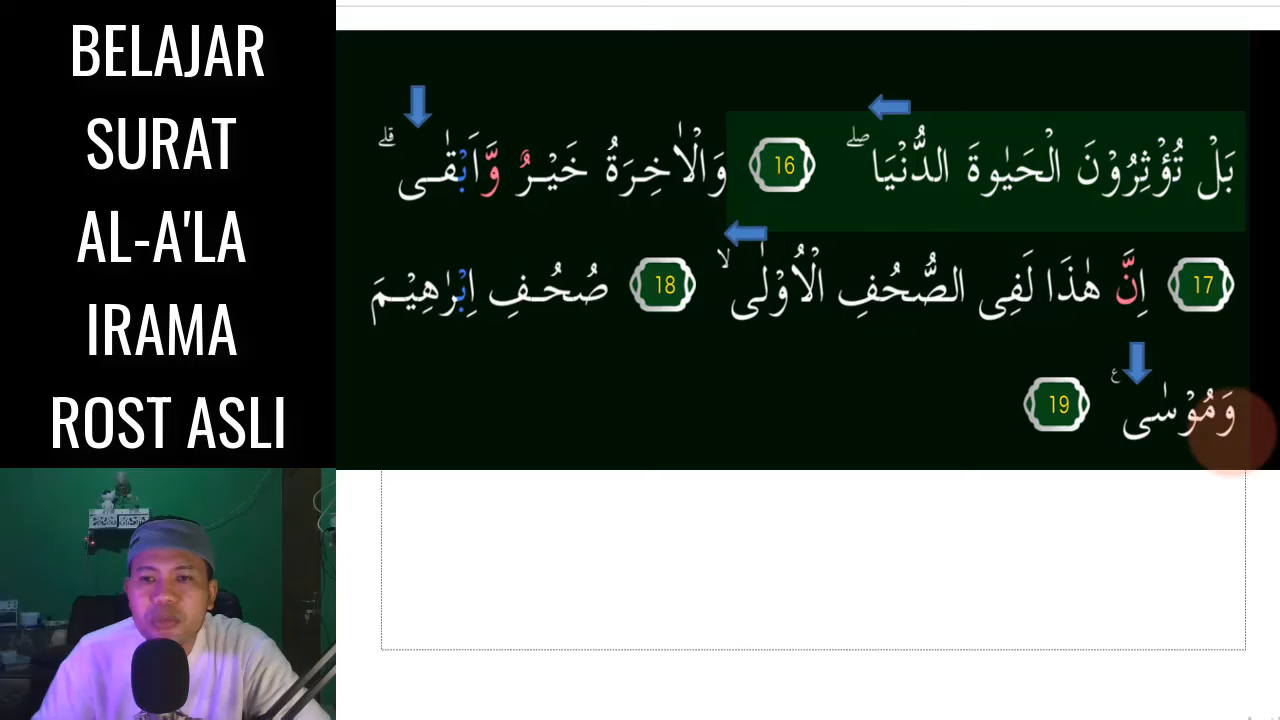 BELAJAR
SURAT
AL-A'LA
IRAMA
ROST ASLI
بَلْ تُؤْثِرُوْنَ الْحَيٰوةَ الدُّنْيَا ۖ 16 وَالْاٰخِرَةُ خَيْرٌ وَّاَبْقٰى ۗ
17 اِنَّ هٰذَا لَفِى الصُّحُفِ الْاُوْلٰى ۙ 18 صُحُفِ اِبْرٰهِيْمَ
وَمُوْسٰى ࣖ 19